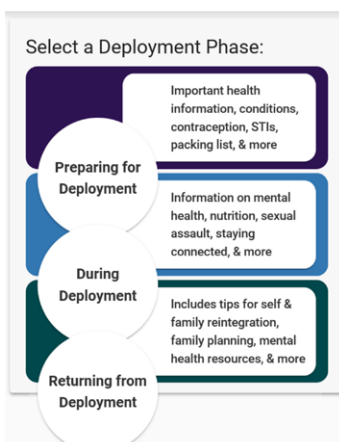 Select a Deployment Phase:
Important health
information, conditions,
contraception, STIs,
packing list, & more
Preparing for
Deployment
Information on mental
health, nutrition, sexual
assault, staying
connected, & more
During
Deployment
Includes tips for self &
family reintegration,
family planning, mental
health resources, & more
Returning from
Deployment